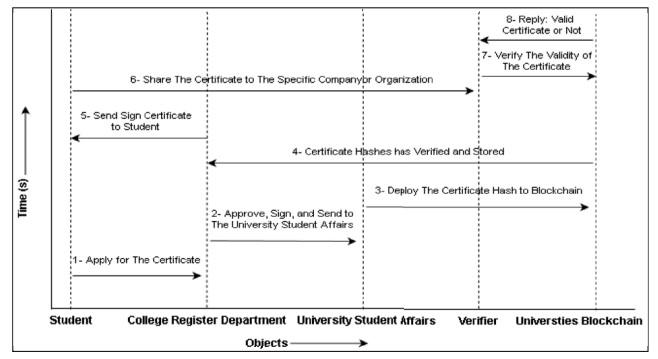 8- Reply: Valid
Certificate or Not
7- Verify The Validity of
The Certificate
6- Share The Certificate to The Specific Companybr Organization
5- Send Sign Certificate
to Student
4- Certificate Hashes has Verified and Stored
3- Deploy The Certificate Hash to Blockchain
2- Approve, Sign, and Send to
The University Student Affairs
1- Apply for The Certificate
Time (s)
Student College Register Department University Student Affairs Verifier Universties Blockchain
Objects